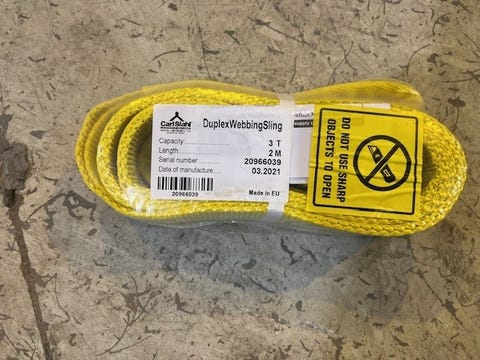 Carl Stahl
DuplexWebbingSling
Capacity: 3 T
Length: 2 M
Serial number: 20966039
Date of manufacture: 03.2021
20966039
Made in EU
DO NOT USE SHARP
OBJECTS TO OPEN